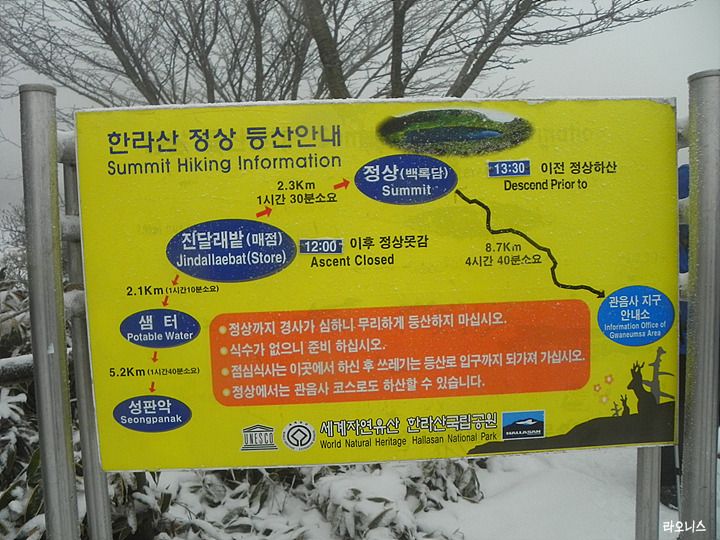 한라산 정상 등산안내
Summit Hiking Information
정상(백록담)
Summit
13:30 이전 정상하산
Descend Prior to
2.3Km
1시간 30분소요
진달래밭(매점)
Jindallaebat(Store)
12:00 이후 정상못감
Ascent Closed
8.7Km
4시간 40분소요
2.1Km(1시간10분소요)
샘 터
Potable Water
관음사 지구
안내소
Information Office of
Gwaneumsa Area
5.2Km(1시간40분소요)
성판악
Seongpanak
•정상까지 경사가 심하니 무리하게 등산하지 마십시오.
•식수가 없으니 준비 하십시오.
•점심식사는 이곳에서 하신 후 쓰레기는 등산로 입구까지 되가져 가십시오.
•정상에서는 관음사 코스로도 하산할 수 있습니다.
UNESCO
세계자연유산 한라산국립공원
World Natural Heritage Hallasan National Park
HALLASAN
라오니스